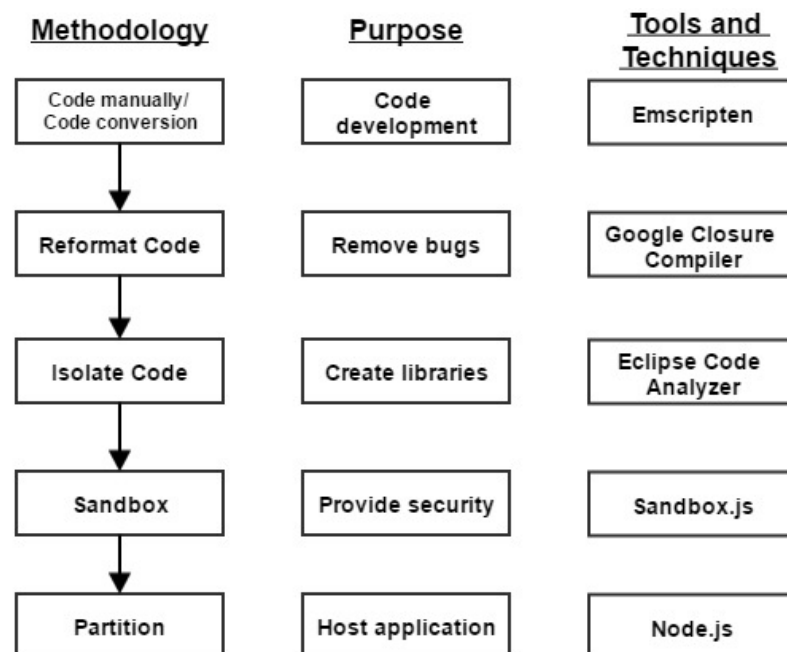 Methodology
Purpose
Tools and
Techniques
Code manually/
Code conversion
Code
development
Emscripten
Reformat Code
Remove bugs
Google Closure
Compiler
Isolate Code
Create libraries
Eclipse Code
Analyzer
Sandbox
Provide security
Sandbox.js
Partition
Host application
Node.js